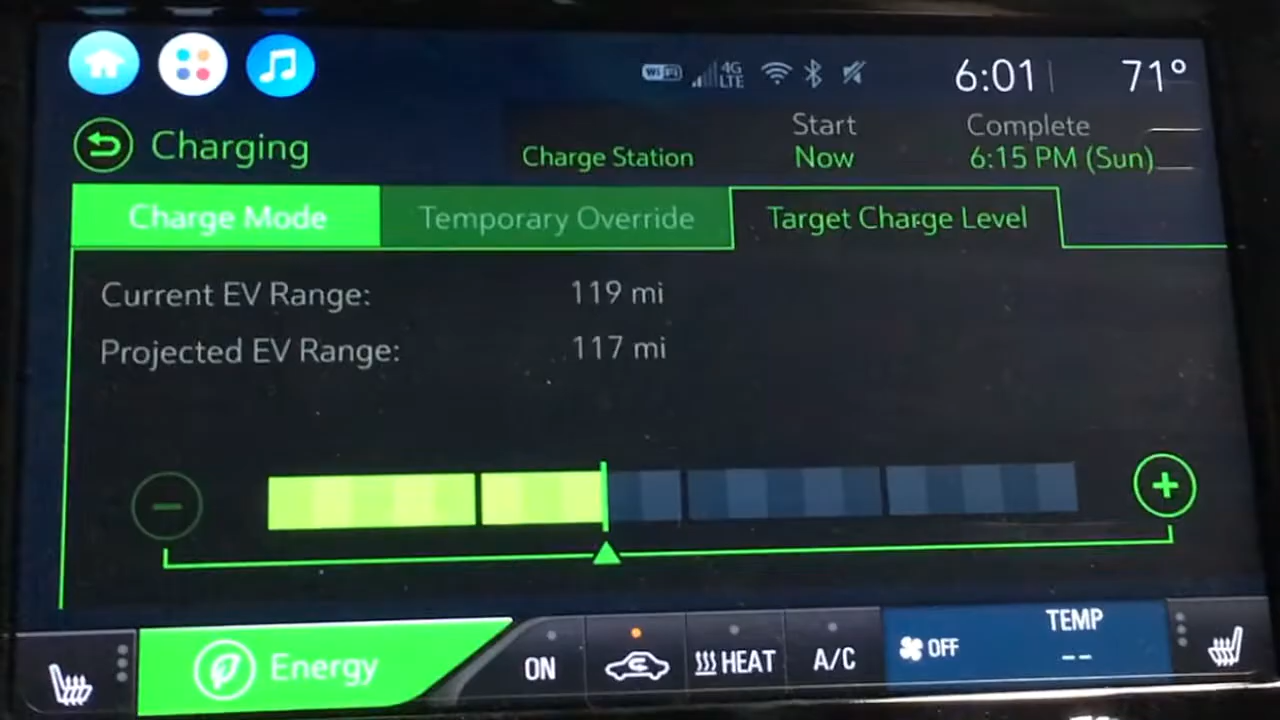 WiFi 4G LTE 6:01 71°
Charging
Charge Station
Start
Now
Complete
6:15 PM (Sun)
Charge Mode Temporary Override Target Charge Level
Current EV Range: 119 mi
Projected EV Range: 117 mi
− +
Energy ON HEAT A/C OFF TEMP
--